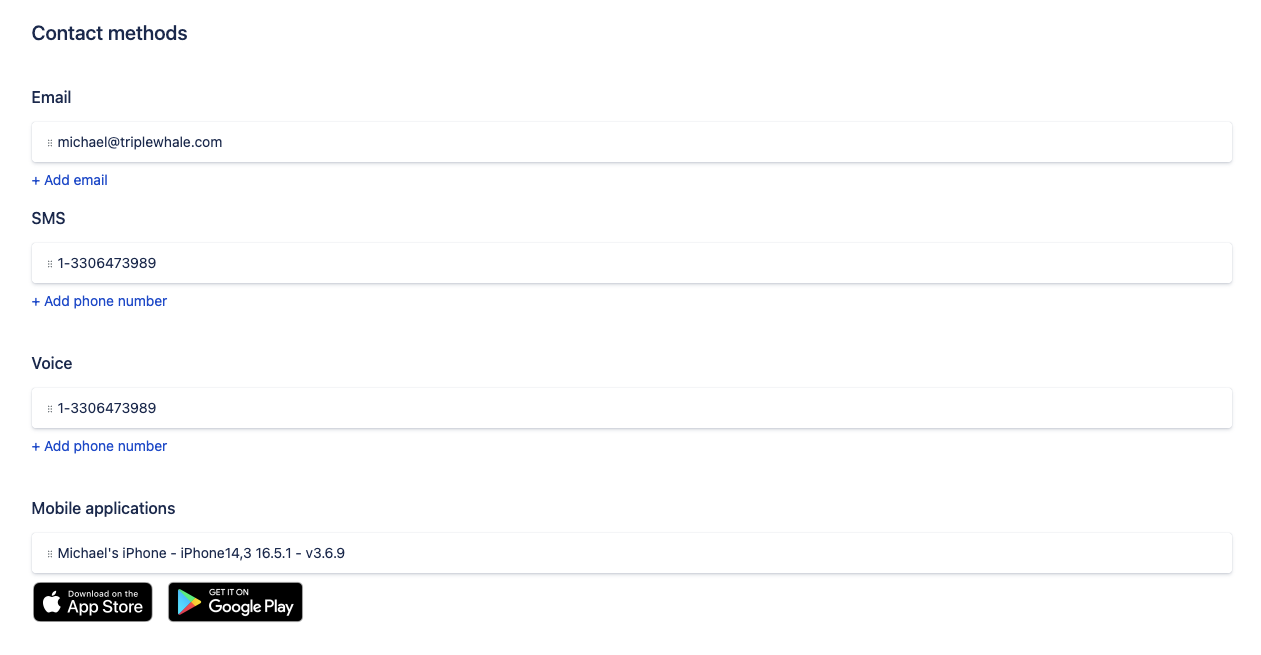 Contact methods
Email
michael@triplewhale.com
+ Add email
SMS
1-3306473989
+ Add phone number
Voice
1-3306473989
+ Add phone number
Mobile applications
Michael's iPhone - iPhone14,3 16.5.1 - v3.6.9
Download on the
App Store
GET IT ON
Google Play